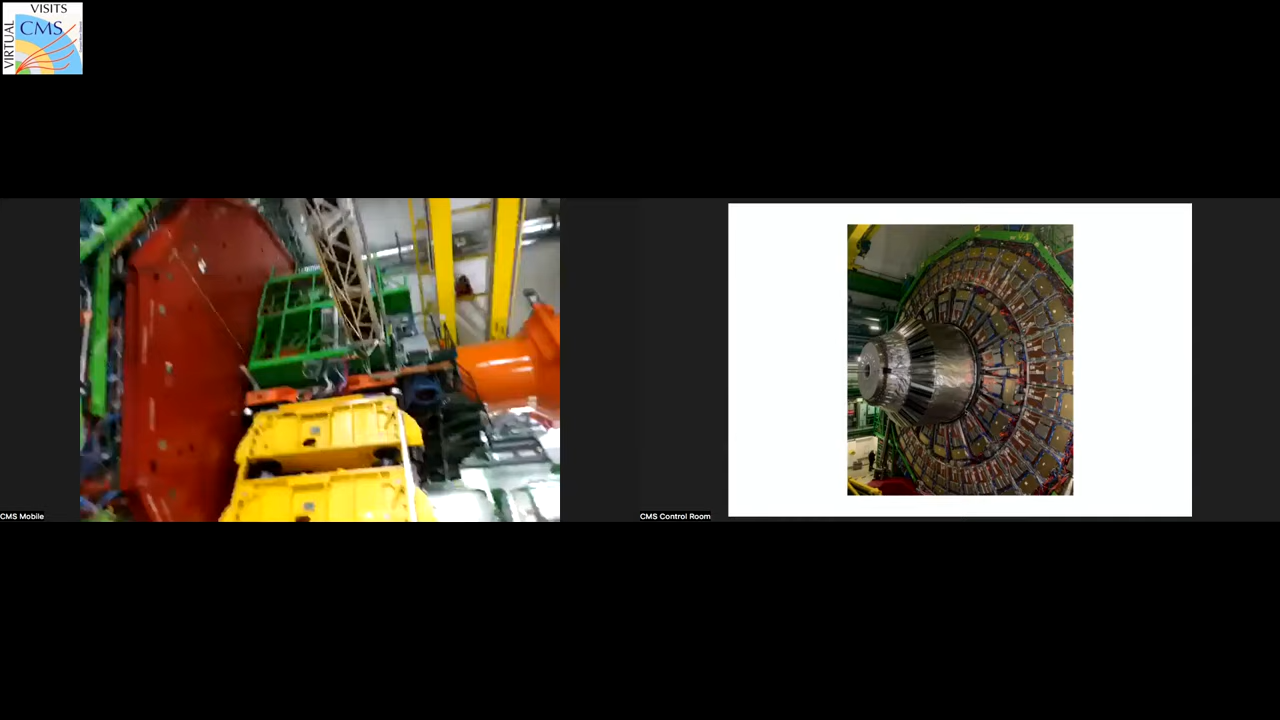 VISITS
CMS
VIRTUAL
CMS Mobile
CMS Control Room